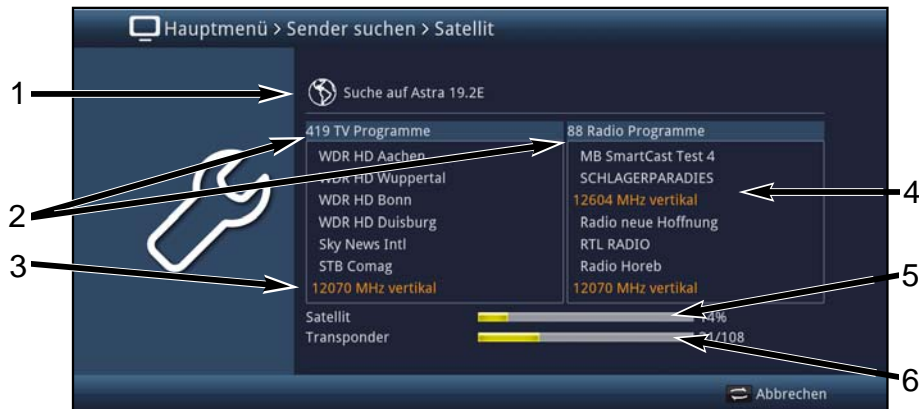 Hauptmenü > Sender suchen > Satellit
1
Suche auf Astra 19.2E
419 TV Programme
WDR HD Aachen
WDR HD Wuppertal
WDR HD Bonn
WDR HD Duisburg
Sky News Intl
STB Comag
12070 MHz vertikal
88 Radio Programme
MB SmartCast Test 4
SCHLAGERPARADIES
12604 MHz vertikal
Radio neue Hoffnung
RTL RADIO
Radio Horeb
12070 MHz vertikal
2
3
4
5
6
Satellit 14%
Transponder 31/108
Abbrechen